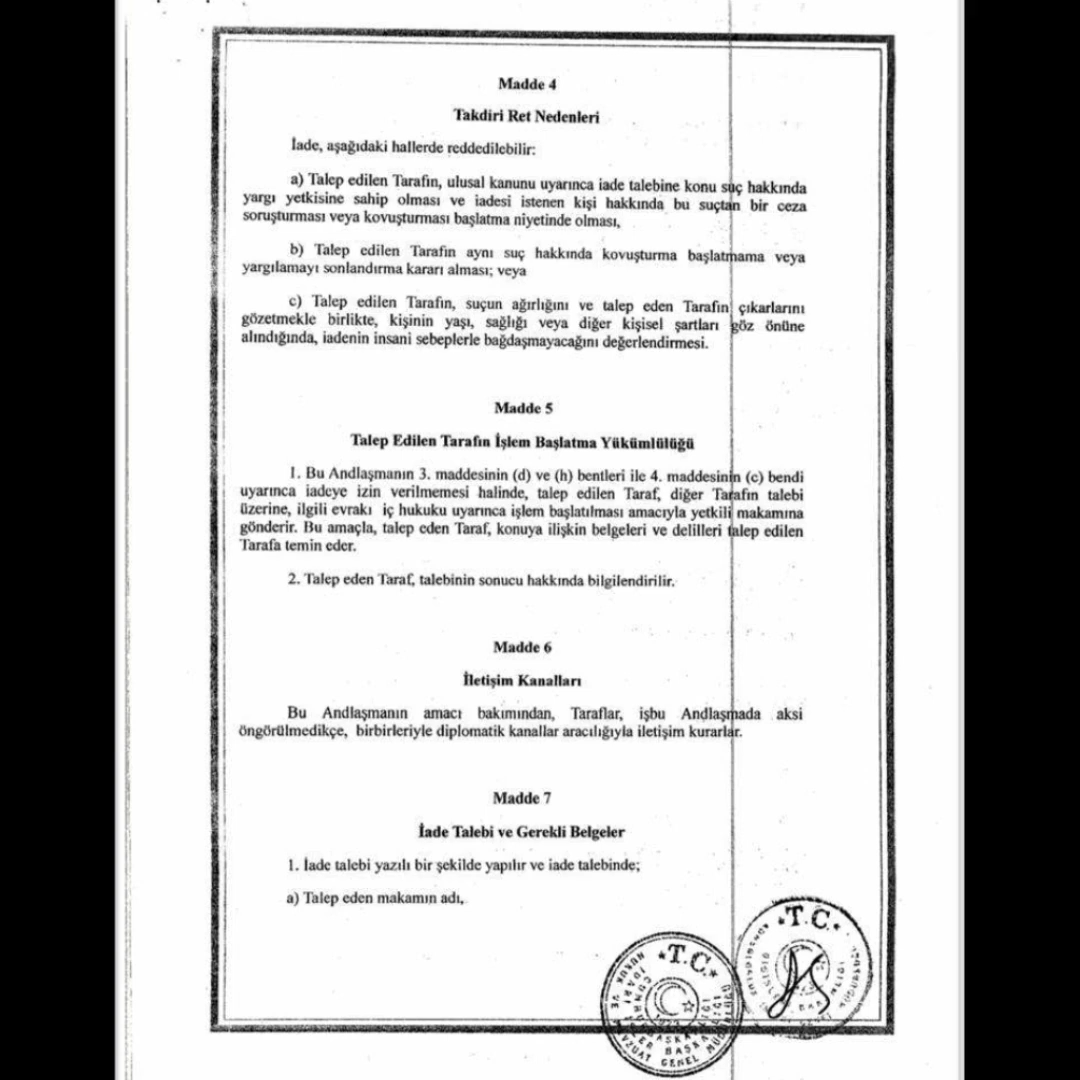 Madde 4
Takdiri Ret Nedenleri
İade, aşağıdaki hallerde reddedilebilir:
a) Talep edilen Tarafın, ulusal kanunu uyarınca iade talebine konu suç hakkında
yargı yetkisine sahip olması ve iadesi istenen kişi hakkında bu suçtan bir ceza
soruşturması veya kovuşturması başlatma niyetinde olması,
b) Talep edilen Tarafın aynı suç hakkında kovuşturma başlatmama veya
yargılamayı sonlandırma kararı alması; veya
c) Talep edilen Tarafın, suçun ağırlığını ve talep eden Tarafın çıkarlarını
gözetmekle birlikte, kişinin yaşı, sağlığı veya diğer kişisel şartları göz önüne
alındığında, iadenin insani sebeplerle bağdaşmayacağını değerlendirmesi.
Madde 5
Talep Edilen Tarafın İşlem Başlatma Yükümlülüğü
1. Bu Andlaşmanın 3. maddesinin (d) ve (h) bentleri ile 4. maddesinin (c) bendi
uyarınca iadeye izin verilmemesi halinde, talep edilen Taraf, diğer Tarafın talebi
üzerine, ilgili evrakı iç hukuku uyarınca işlem başlatılması amacıyla yetkili makamına
gönderir. Bu amaçla, talep eden Taraf, konuya ilişkin belgeleri ve delilleri talep edilen
Tarafa temin eder.
2. Talep eden Taraf, talebinin sonucu hakkında bilgilendirilir.
Madde 6
İletişim Kanalları
Bu Andlaşmanın amacı bakımından, Taraflar, işbu Andlaşmada aksi
öngörülmedikçe, birbirleriyle diplomatik kanallar aracılığıyla iletişim kurarlar.
Madde 7
İade Talebi ve Gerekli Belgeler
1. İade talebi yazılı bir şekilde yapılır ve iade talebinde;
a) Talep eden makamın adı,
T.C.
T.C.
HUKUK VE MEVZUAT GENEL MÜDÜRLÜĞÜ